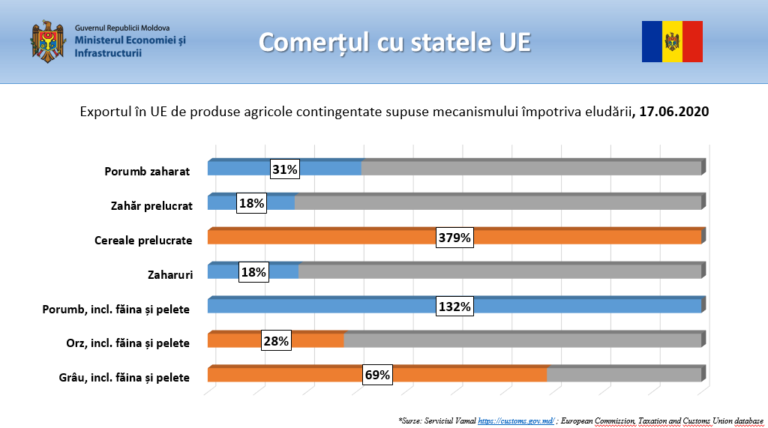 Guvernul Republicii Moldova
Ministerul Economiei și
Infrastructurii
Comerțul cu statele UE
Exportul în UE de produse agricole contingentate supuse mecanismului împotriva eludării, 17.06.2020
Porumb zaharat 31%
Zahăr prelucrat 18%
Cereale prelucrate 379%
Zaharuri 18%
Porumb, incl. făina și pelete 132%
Orz, incl. făina și pelete 28%
Grâu, incl. făina și pelete 69%
*Surse: Serviciul Vamal https://customs.gov.md/ ; European Commission, Taxation and Customs Union database